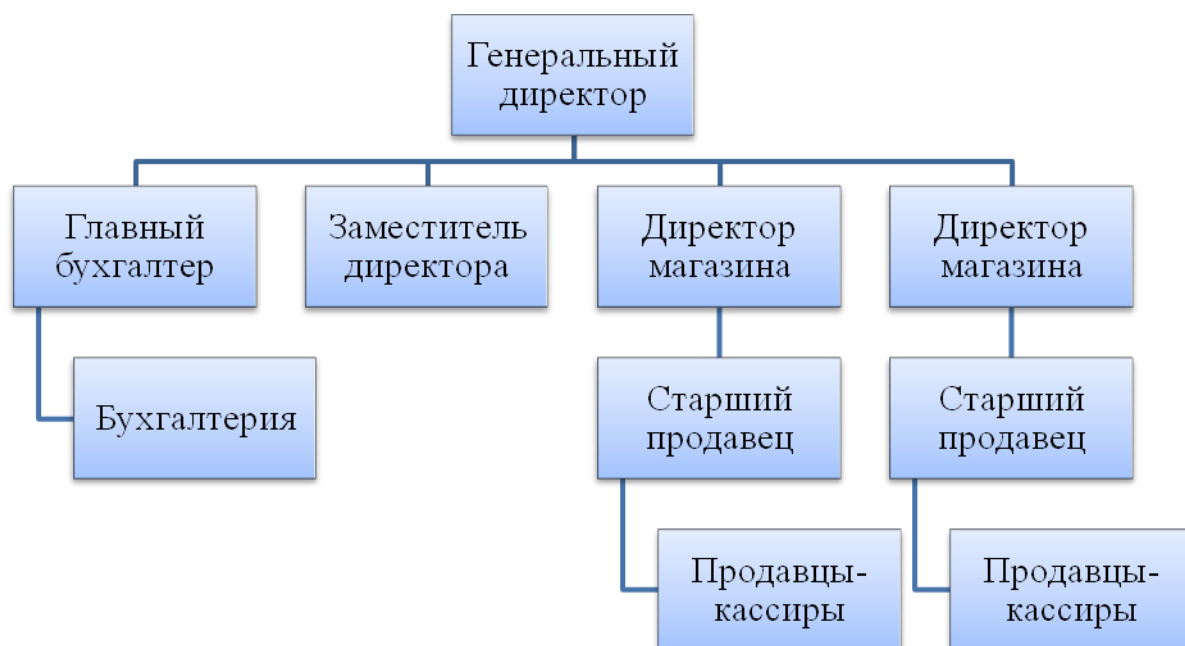 Генеральный
директор
Главный
бухгалтер
Заместитель
директора
Директор
магазина
Директор
магазина
Бухгалтерия
Старший
продавец
Старший
продавец
Продавцы-
кассиры
Продавцы-
кассиры